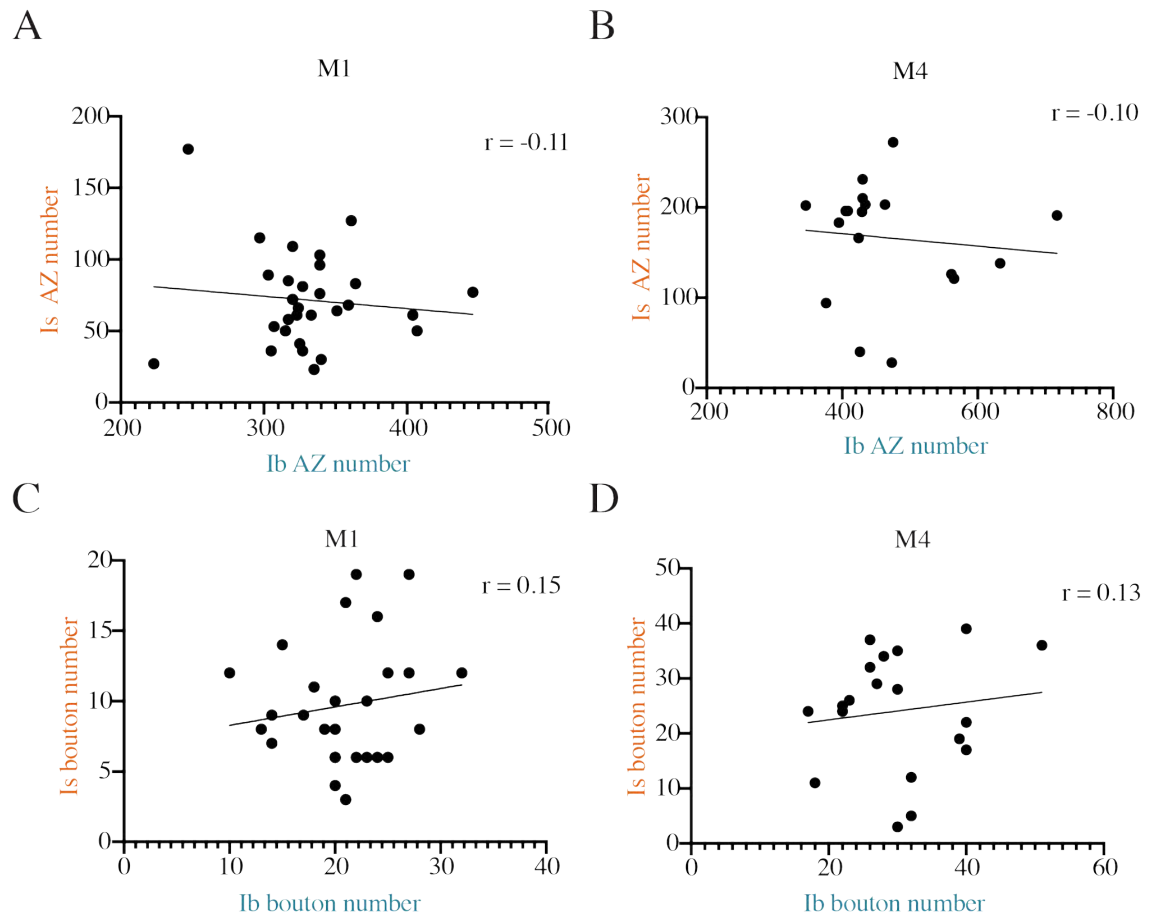 A
M1
r = -0.11
200
150
100
50
0
Is AZ number
200
300
400
500
Ib AZ number
B
M4
r = -0.10
300
200
100
0
Is AZ number
200
400
600
800
Ib AZ number
C
M1
r = 0.15
20
15
10
5
0
Is bouton number
0
10
20
30
40
Ib bouton number
D
M4
r = 0.13
50
40
30
20
10
0
Is bouton number
0
20
40
60
Ib bouton number